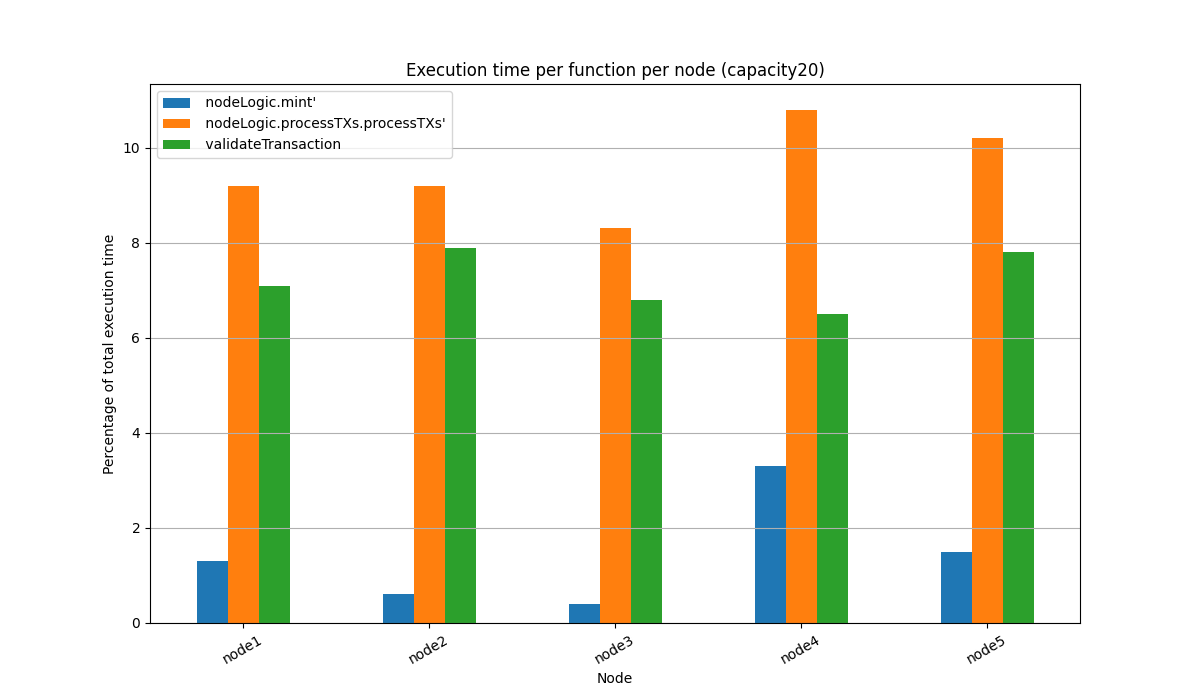 Execution time per function per node (capacity20)
nodeLogic.mint'
nodeLogic.processTXs.processTXs'
validateTransaction
Percentage of total execution time
10
8
6
4
2
0
node1 node2 node3 node4 node5
Node